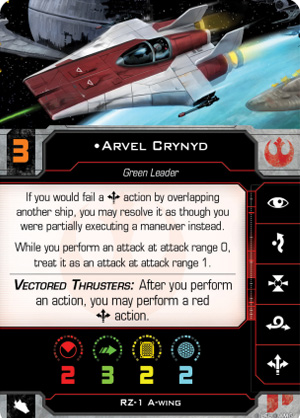 •Arvel Crynyd
3
Green Leader
If you would fail a action by overlapping
another ship, you may resolve it as though you
were partially executing a maneuver instead.
While you perform an attack at attack range 0,
treat it as an attack at attack range 1.
Vectored Thrusters: After you perform
an action, you may perform a red
action.
2 3 2 2
RZ-1 A-wing